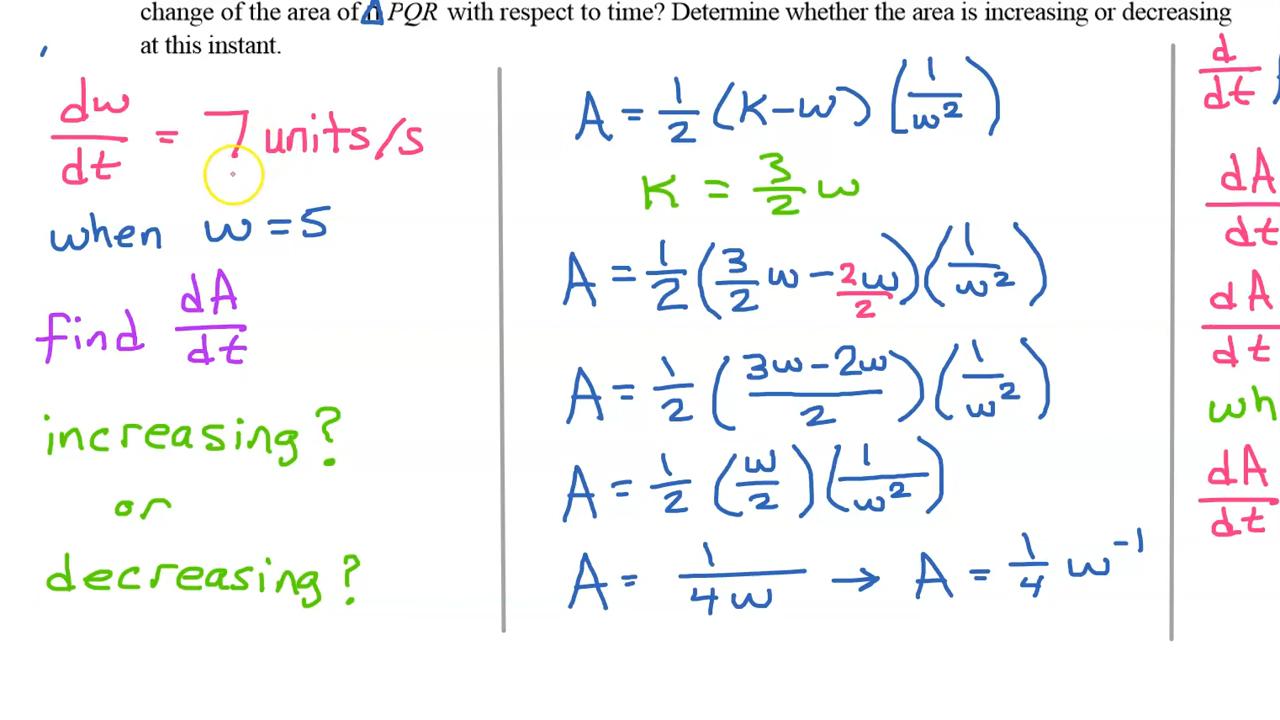 change of the area of Δ PQR with respect to time? Determine whether the area is increasing or decreasing
at this instant.
dw/dt = 7 units/s
when w = 5
find dA/dt
increasing?
or
decreasing?
A = 1/2 (K-w) (1/w²)
K = 3/2 w
A = 1/2 (3/2 w - 2w/2) (1/w²)
A = 1/2 ((3w - 2w)/2) (1/w²)
A = 1/2 (w/2) (1/w²)
A = 1/4w → A = 1/4 w⁻¹
d/dt
dA/dt
dA/dt
wh
dA/dt